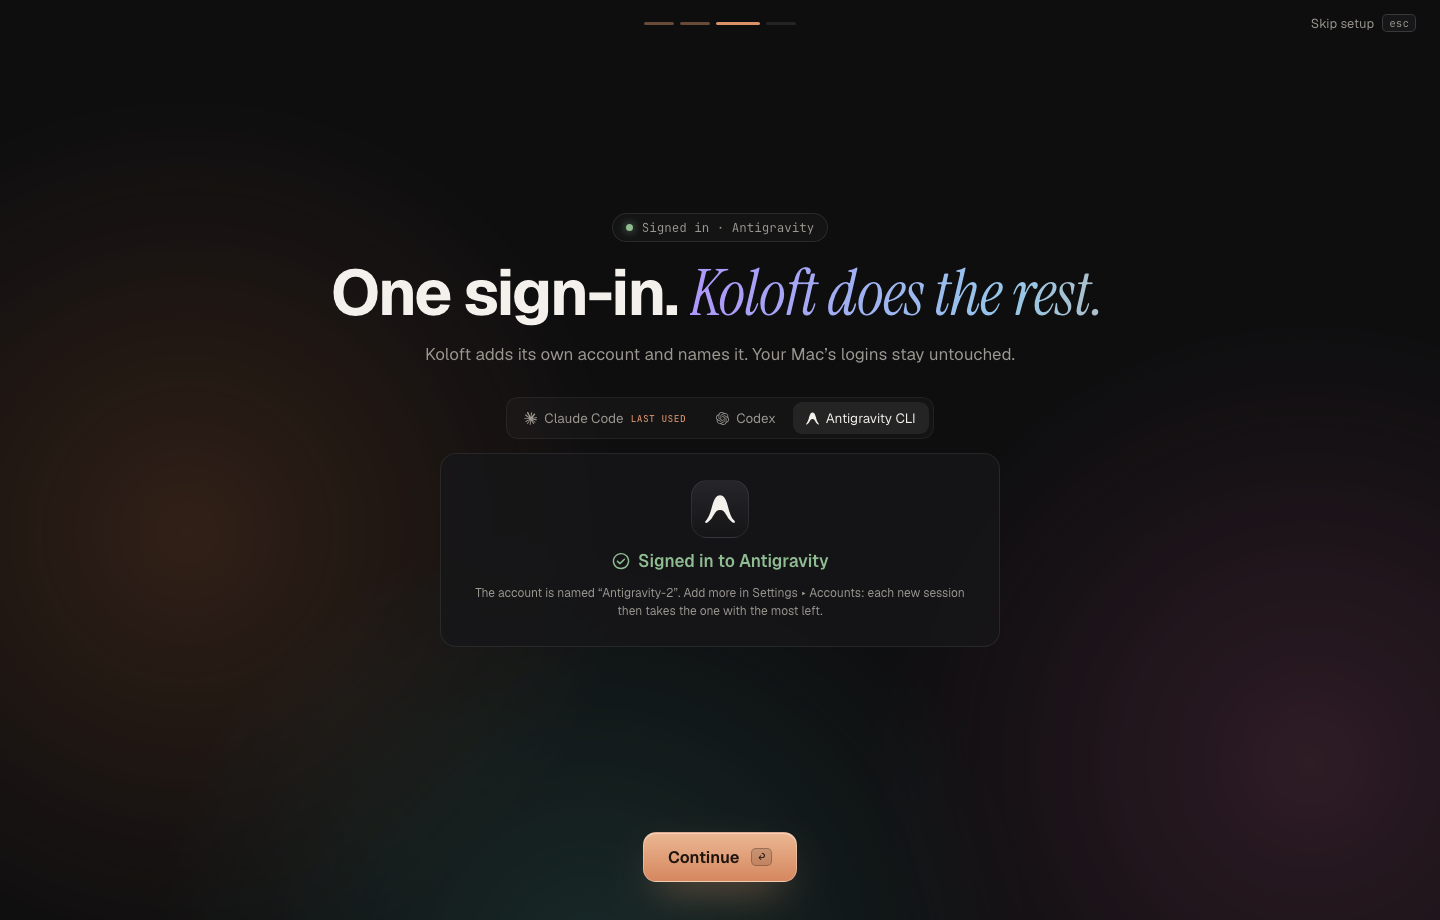 Skip setup esc
Signed in · Antigravity
One sign-in. Koloft does the rest.
Koloft adds its own account and names it. Your Mac’s logins stay untouched.
Claude Code LAST USED Codex Antigravity CLI
Signed in to Antigravity
The account is named “Antigravity-2”. Add more in Settings ▸ Accounts: each new session
then takes the one with the most left.
Continue